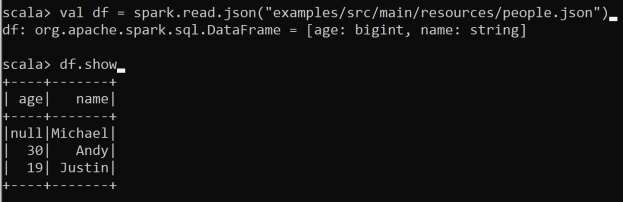 scala> val df = spark.read.json("examples/src/main/resources/people.json")
df: org.apache.spark.sql.DataFrame = [age: bigint, name: string]
scala> df.show
+----+-------+
| age|   name|
+----+-------+
|null|Michael|
|  30|   Andy|
|  19| Justin|
+----+-------+